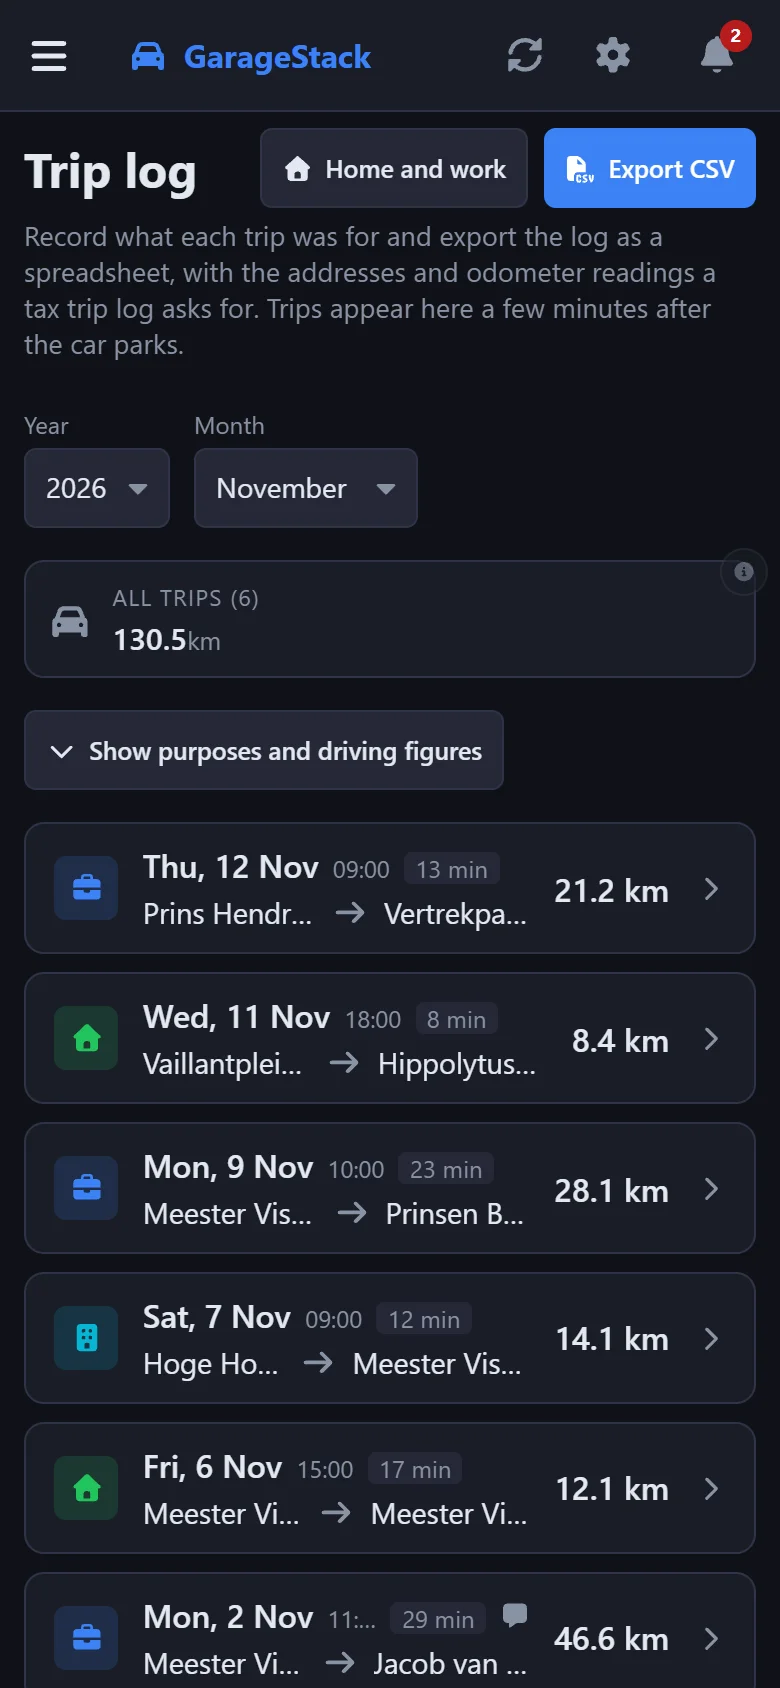 GarageStack
2
Trip log
Home and work
CSV
Export CSV
Record what each trip was for and export the log as a
spreadsheet, with the addresses and odometer readings a
tax trip log asks for. Trips appear here a few minutes after
the car parks.
Year
Month
2026
November
ALL TRIPS (6)
130.5km
Show purposes and driving figures
Thu, 12 Nov 09:00 13 min
Prins Hendr... → Vertrekpa...
21.2 km
Wed, 11 Nov 18:00 8 min
Vaillantplei... → Hippolytus...
8.4 km
Mon, 9 Nov 10:00 23 min
Meester Vis... → Prinsen B...
28.1 km
Sat, 7 Nov 09:00 12 min
Hoge Ho... → Meester Vis...
14.1 km
Fri, 6 Nov 15:00 17 min
Meester Vi... → Meester Vi...
12.1 km
Mon, 2 Nov 11:... 29 min
Meester Vi... → Jacob van ...
46.6 km